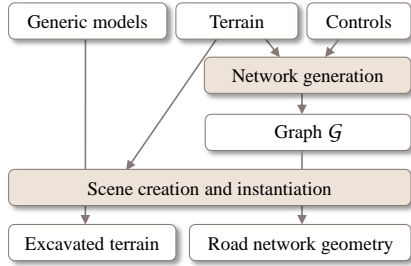 Generic models
Terrain
Controls
Network generation
Graph 𝒢
Scene creation and instantiation
Excavated terrain
Road network geometry